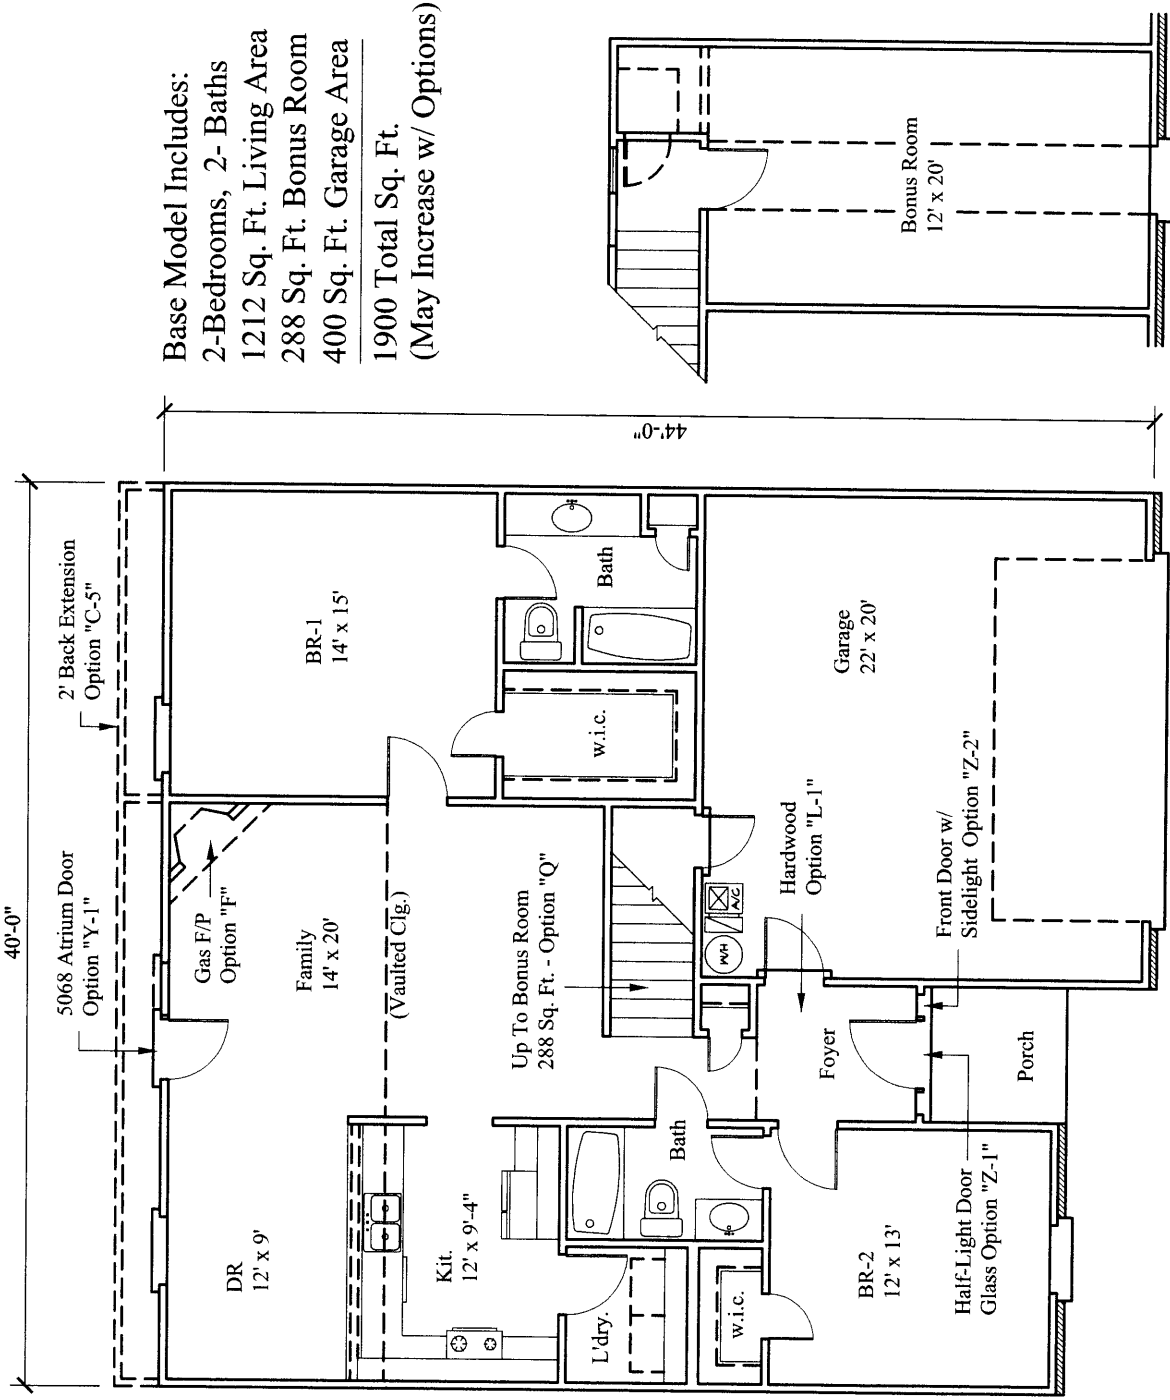 Base Model Includes:
2-Bedrooms, 2- Baths
1212 Sq. Ft. Living Area
288 Sq. Ft. Bonus Room
400 Sq. Ft. Garage Area
1900 Total Sq. Ft.
(May Increase w/ Options)
40'-0"
44'-0"
5068 Atrium Door
Option "Y-1"
2' Back Extension
Option "C-5"
DR
12' x 9'
Family
14' x 20'
Gas F/P
Option "F"
(Vaulted Clg.)
BR-1
14' x 15'
Kit.
12' x 9'-4"
Up To Bonus Room
288 Sq. Ft. - Option "Q"
w.i.c.
Bath
L'dry.
Bath
w.i.c.
BR-2
12' x 13'
Foyer
HW
A/C
Hardwood
Option "L-1"
Garage
22' x 20'
Front Door w/
Sidelight Option "Z-2"
Half-Light Door
Glass Option "Z-1"
Porch
Bonus Room
12' x 20'